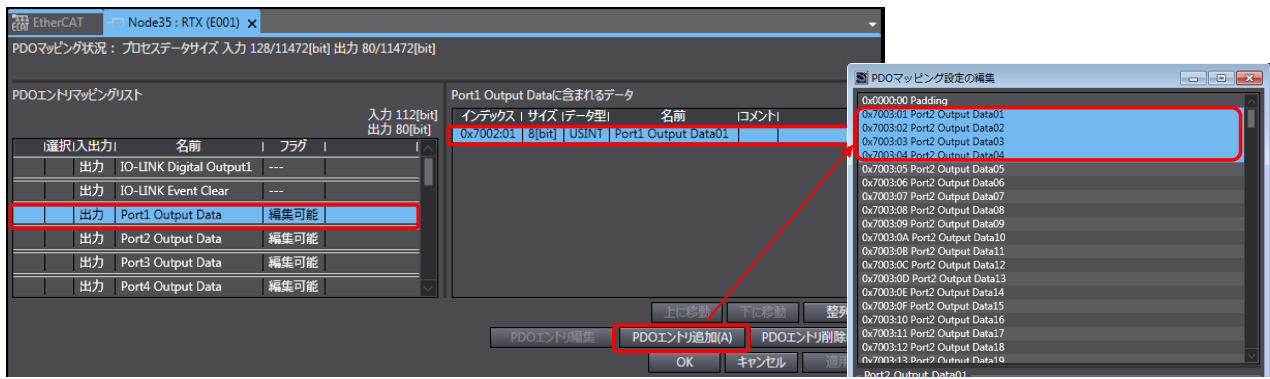 EtherCAT
Node35 : RTX (E001)
PDOマッピング状況 : プロセスデータサイズ 入力 128/11472[bit] 出力 80/11472[bit]
PDOエントリマッピングリスト
入力 112[bit]
出力 80[bit]
選択 入出力 名前 フラグ
出力 IO-LINK Digital Output1 ---
出力 IO-LINK Event Clear ---
出力 Port1 Output Data 編集可能
出力 Port2 Output Data 編集可能
出力 Port3 Output Data 編集可能
出力 Port4 Output Data 編集可能
Port1 Output Dataに含まれるデータ
インデックス サイズ データ型 名前 コメント
0x7002:01 8[bit] USINT Port1 Output Data01
上に移動 下に移動 整列
PDOエントリ編集 PDOエントリ追加(A) PDOエントリ削除
OK キャンセル 適用
PDOマッピング設定の編集
0x0000:00 Padding
0x7003:01 Port2 Output Data01
0x7003:02 Port2 Output Data02
0x7003:03 Port2 Output Data03
0x7003:04 Port2 Output Data04
0x7003:05 Port2 Output Data05
0x7003:06 Port2 Output Data06
0x7003:07 Port2 Output Data07
0x7003:08 Port2 Output Data08
0x7003:09 Port2 Output Data09
0x7003:0A Port2 Output Data10
0x7003:0B Port2 Output Data11
0x7003:0C Port2 Output Data12
0x7003:0D Port2 Output Data13
0x7003:0E Port2 Output Data14
0x7003:0F Port2 Output Data15
0x7003:10 Port2 Output Data16
0x7003:11 Port2 Output Data17
0x7003:12 Port2 Output Data18
0x7003:13 Port2 Output Data19
Port2 Output Data01